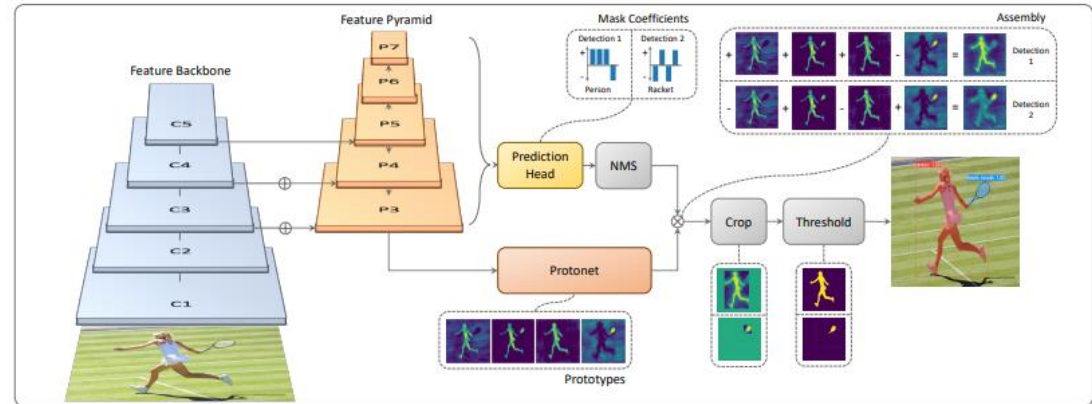 Feature Pyramid
Mask Coefficients
Assembly
Feature Backbone
P7
P6
P5
P4
P3
C5
C4
C3
C2
C1
Detection 1
Detection 2
+
-
+
-
Person
Racket
+ + + - =
Detection
1
- + - + =
Detection
2
Prediction
Head
NMS
Crop
Threshold
Protonet
Prototypes